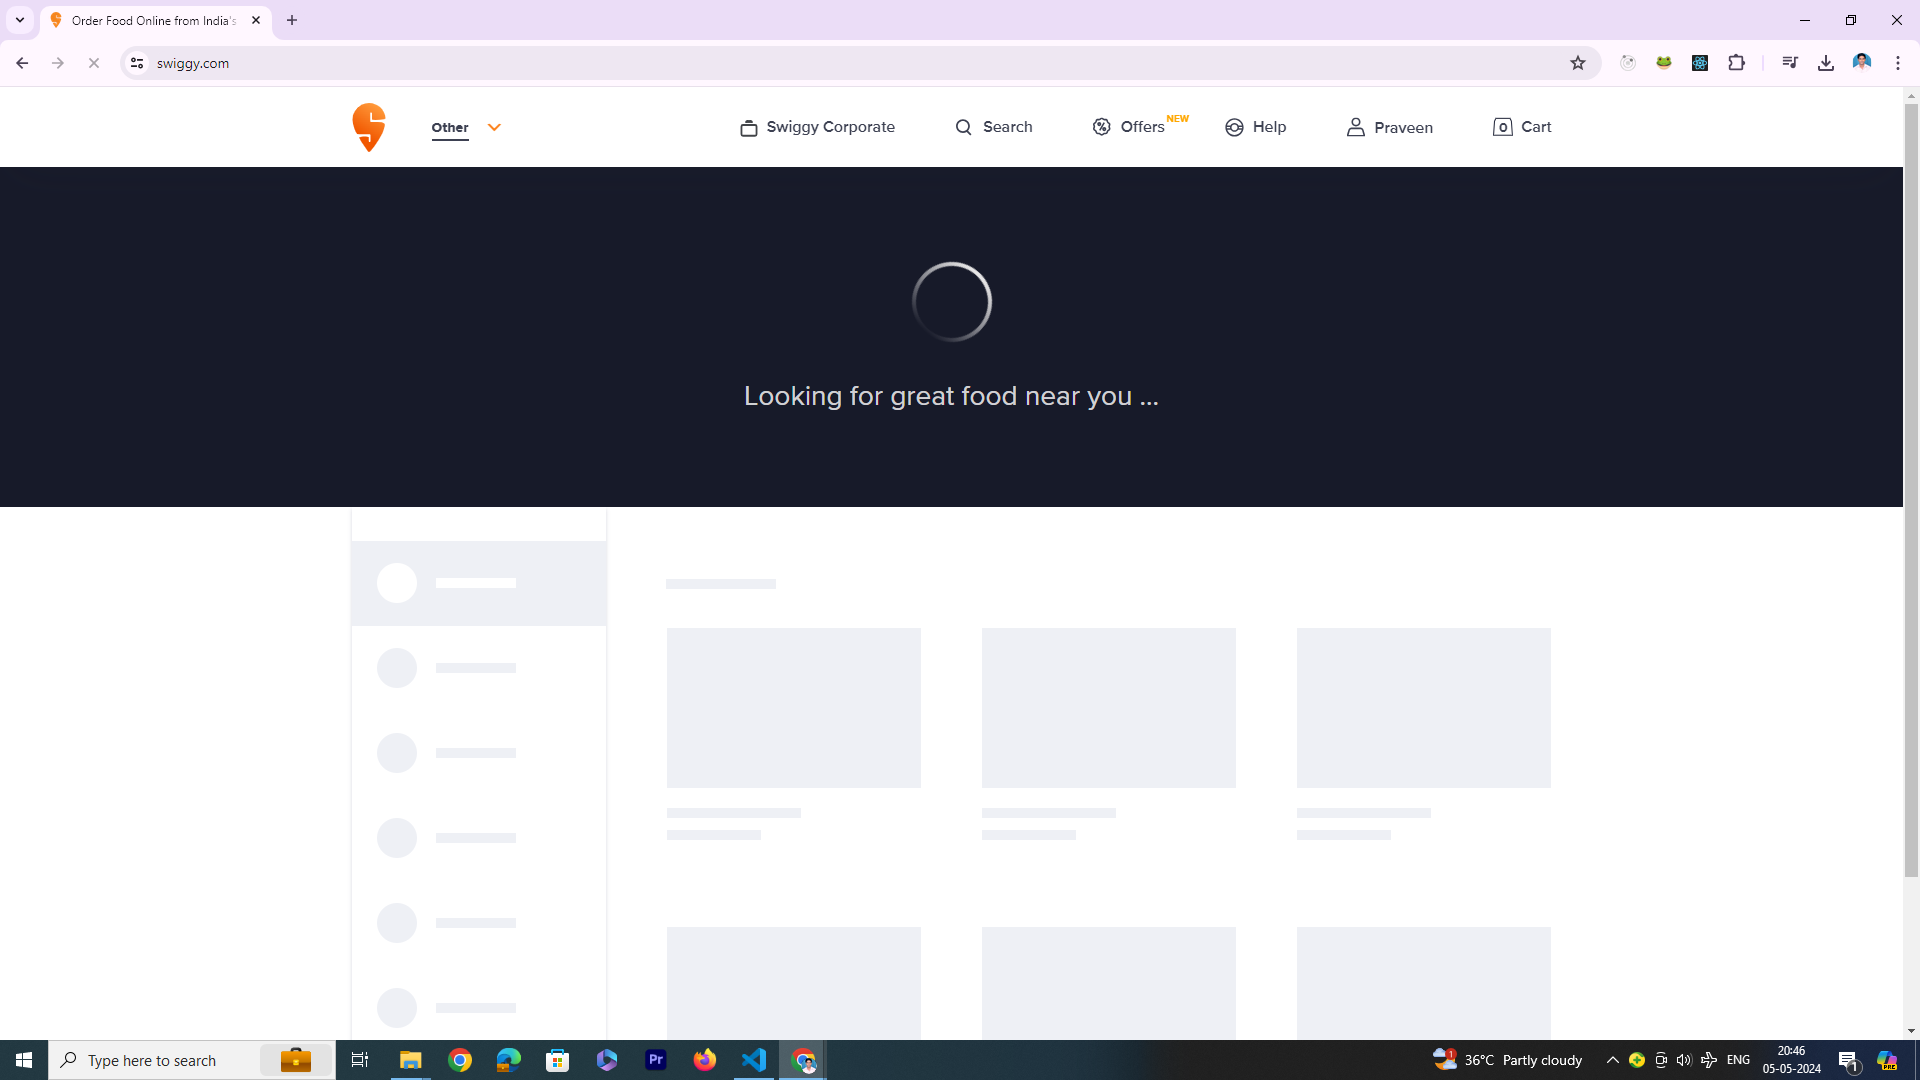 Order Food Online from India's
swiggy.com
Other
Swiggy Corporate
Search
Offers NEW
Help
Praveen
0 Cart
Looking for great food near you ...
Type here to search
Pr
PRE
1
36°C Partly cloudy
ENG
20:46
05-05-2024
1